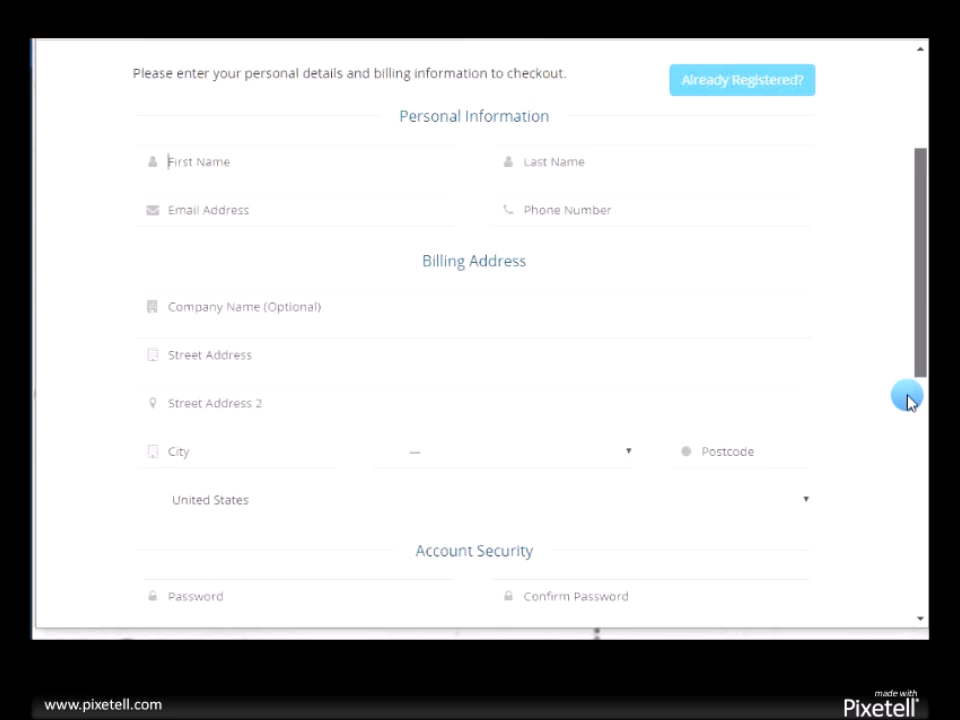 Please enter your personal details and billing information to checkout.
Already Registered?
Personal Information
First Name
Last Name
Email Address
Phone Number
Billing Address
Company Name (Optional)
Street Address
Street Address 2
City
—
Postcode
United States
Account Security
Password
Confirm Password
www.pixetell.com
made with
Pixetell